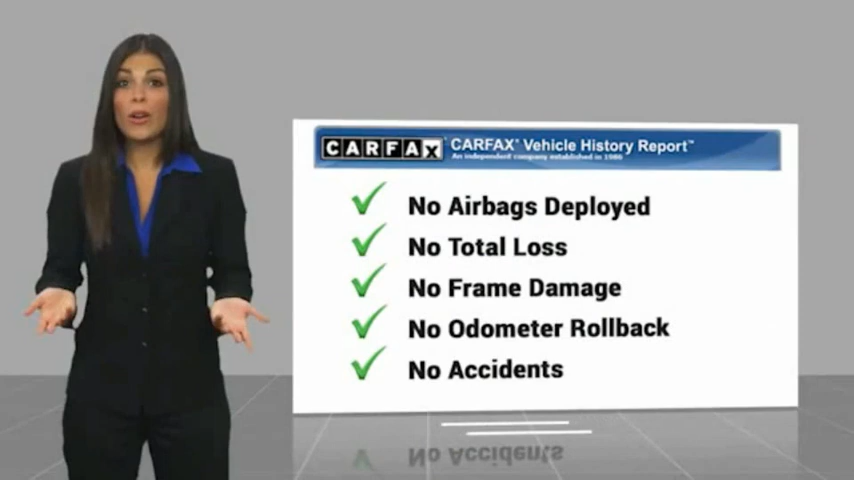 CARFAX CARFAX® Vehicle History Report™
An independent company established in 1986
No Airbags Deployed
No Total Loss
No Frame Damage
No Odometer Rollback
No Accidents
No Accidents